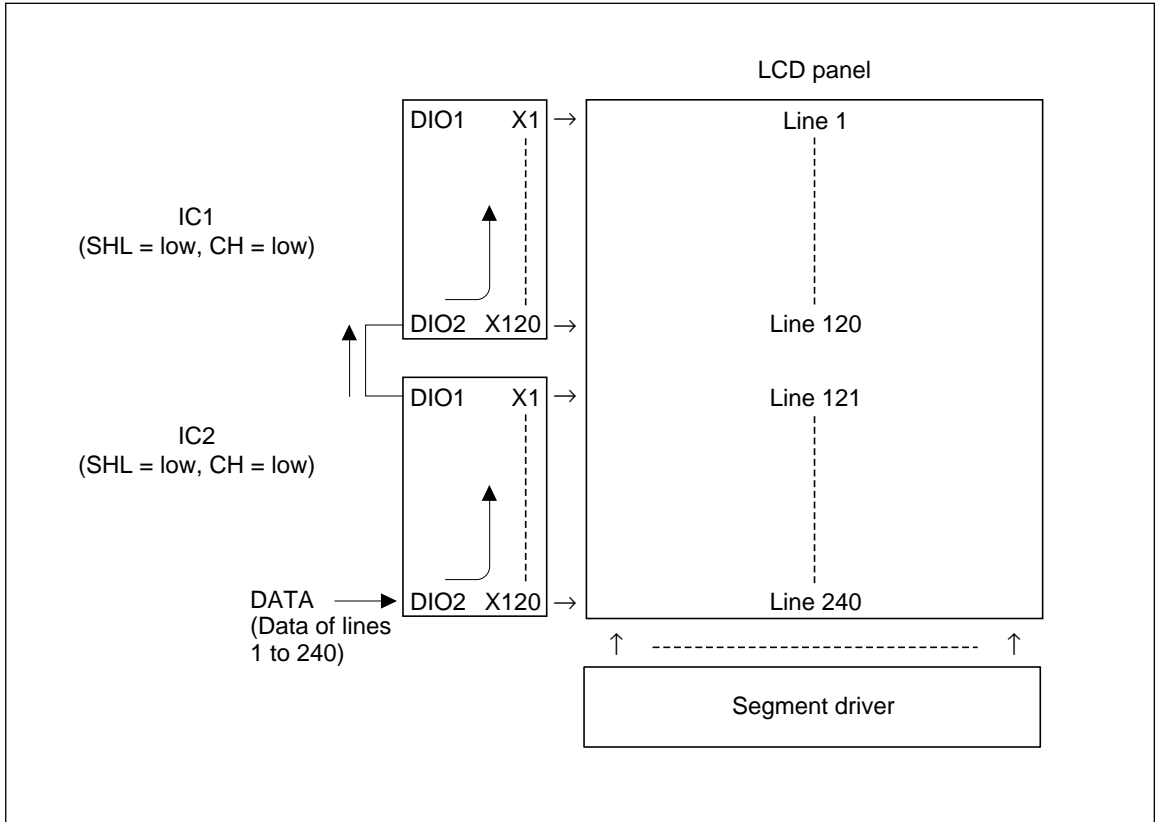 LCD panel
DIO1 X1 → Line 1
IC1
(SHL = low, CH = low)
DIO2 X120 → Line 120
DIO1 X1 → Line 121
IC2
(SHL = low, CH = low)
DATA
(Data of lines
1 to 240)
DIO2 X120 → Line 240
↑ ↑
Segment driver